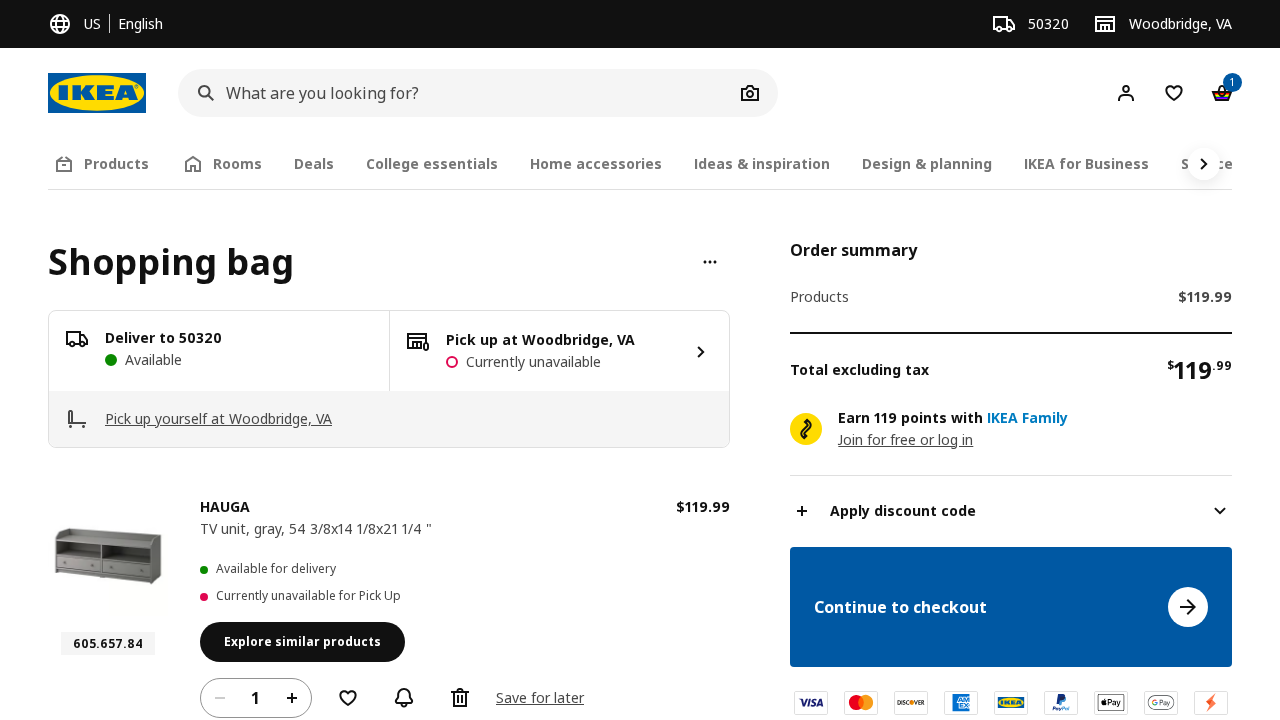 US English
50320
Woodbridge, VA
IKEA
What are you looking for?
1
Products Rooms Deals College essentials Home accessories Ideas & inspiration Design & planning IKEA for Business
Shopping bag
Deliver to 50320
Available
Pick up at Woodbridge, VA
Currently unavailable
Pick up yourself at Woodbridge, VA
HAUGA
$119.99
TV unit, gray, 54 3/8x14 1/8x21 1/4 "
Available for delivery
Currently unavailable for Pick Up
605.657.84
Explore similar products
1
Save for later
Order summary
Products $119.99
Total excluding tax $119.99
Earn 119 points with IKEA Family
Join for free or log in
Apply discount code
Continue to checkout
VISA DISCOVER AMEX IKEA PayPal Apple Pay G Pay